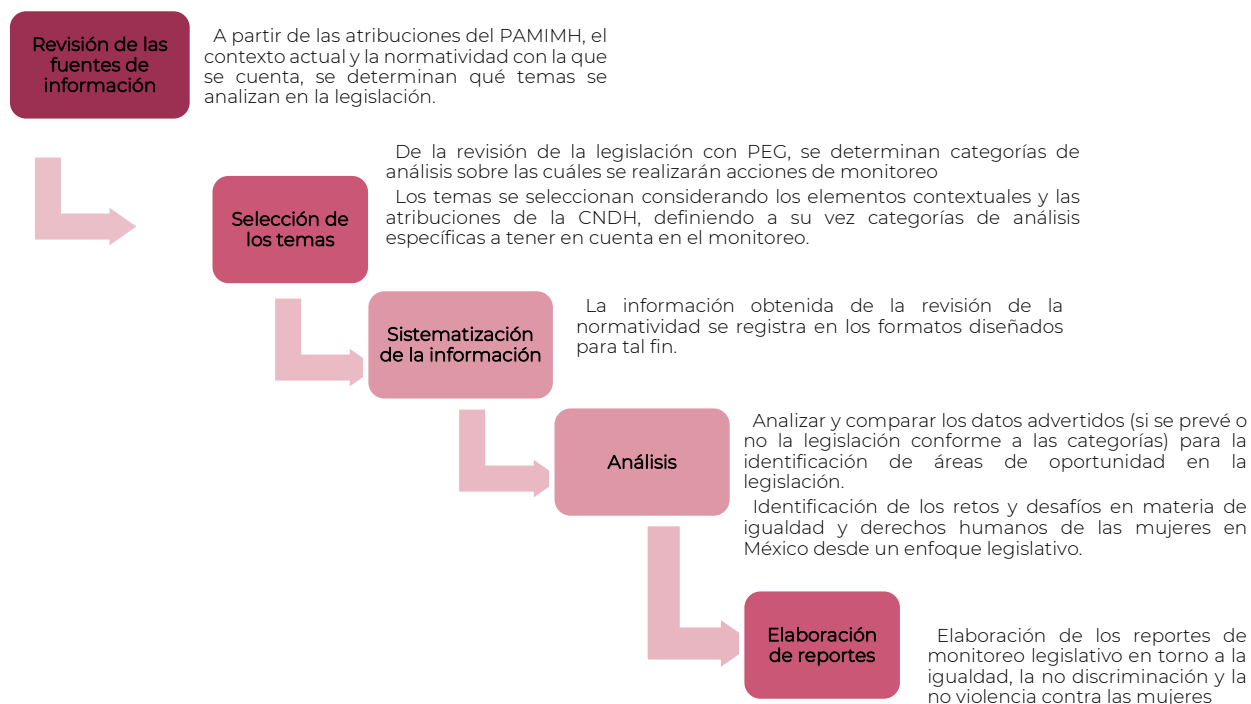 Revisión de las
fuentes de
información
A partir de las atribuciones del PAMIMH, el
contexto actual y la normatividad con la que
se cuenta, se determinan qué temas se
analizan en la legislación.
Selección de
los temas
De la revisión de la legislación con PEG, se determinan categorías de
análisis sobre las cuáles se realizarán acciones de monitoreo
Los temas se seleccionan considerando los elementos contextuales y las
atribuciones de la CNDH, definiendo a su vez categorías de análisis
específicas a tener en cuenta en el monitoreo.
Sistematización
de la información
La información obtenida de la revisión de la
normatividad se registra en los formatos diseñados
para tal fin.
Análisis
Analizar y comparar los datos advertidos (si se prevé o
no la legislación conforme a las categorías) para la
identificación de áreas de oportunidad en la
legislación.
Identificación de los retos y desafíos en materia de
igualdad y derechos humanos de las mujeres en
México desde un enfoque legislativo.
Elaboración
de reportes
Elaboración de los reportes de
monitoreo legislativo en torno a la
igualdad, la no discriminación y la
no violencia contra las mujeres